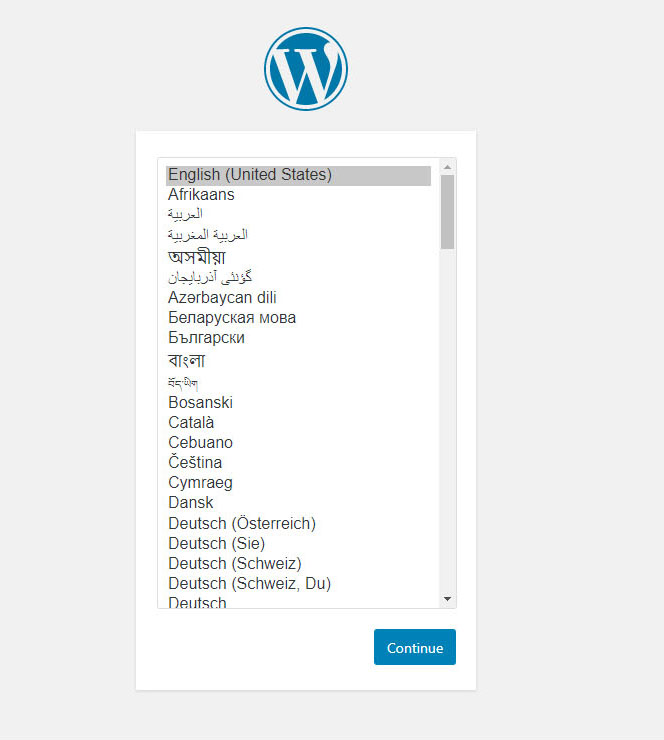 English (United States)
Afrikaans
العربية
العربية المغربية
অসমীয়া
گؤنئی آذربایجان
Azərbaycan dili
Беларуская мова
Български
বাংলা
བོད་ཡིག
Bosanski
Català
Cebuano
Čeština
Cymraeg
Dansk
Deutsch (Österreich)
Deutsch (Sie)
Deutsch (Schweiz)
Deutsch (Schweiz, Du)
Deutsch
Continue